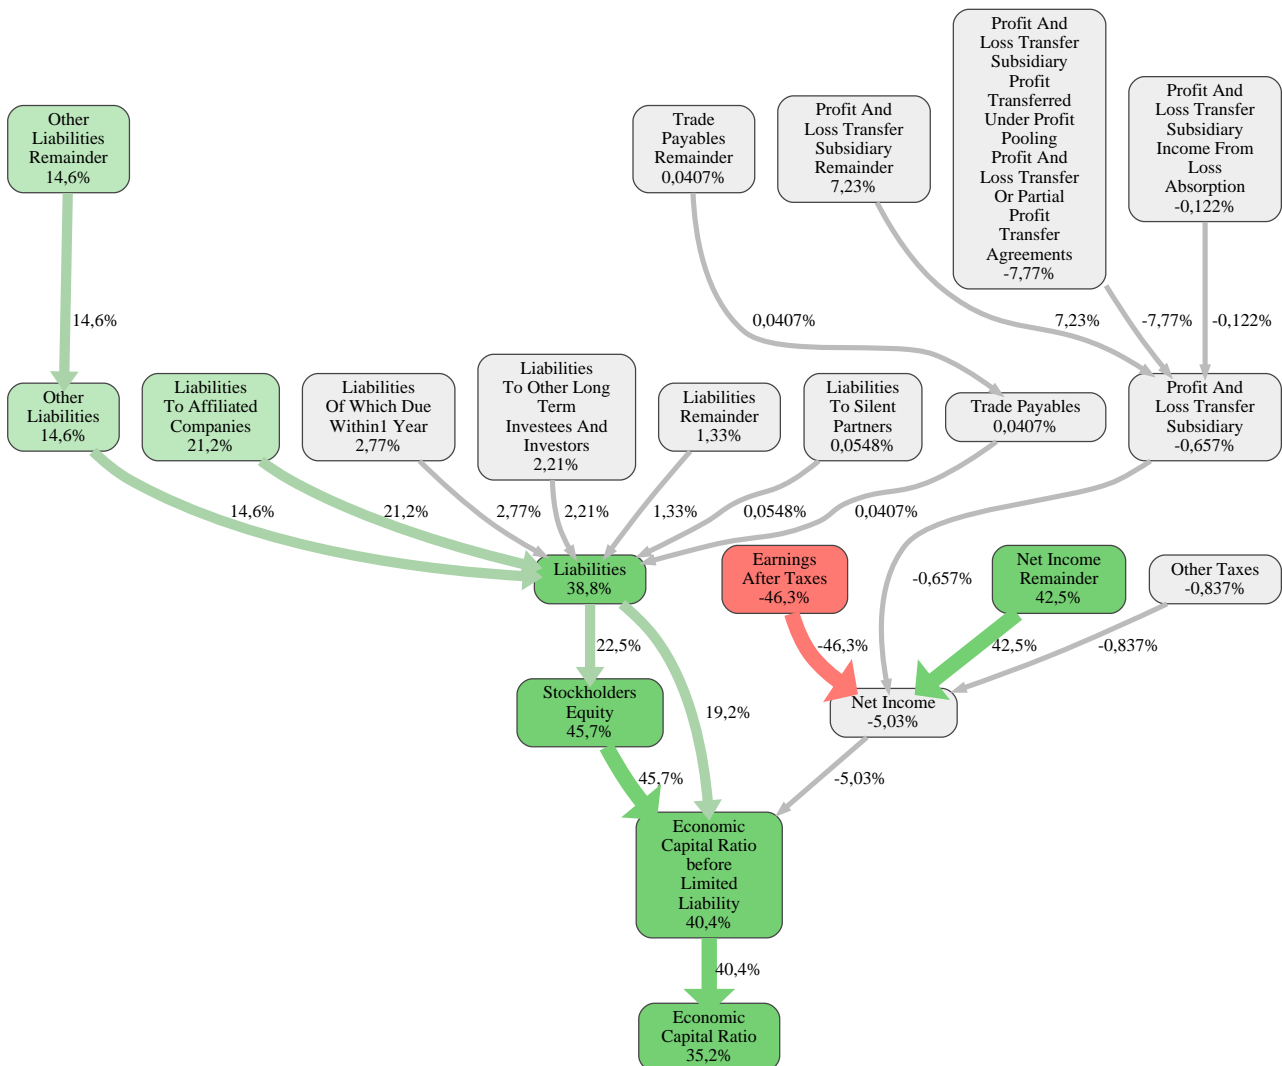 Profit And
Loss Transfer
Subsidiary
Profit
Transferred
Under Profit
Pooling
Profit And
Loss Transfer
Or Partial
Profit
Transfer
Agreements
-7,77%
Profit And
Loss Transfer
Subsidiary
Income From
Loss
Absorption
-0,122%
Other
Liabilities
Remainder
14,6%
Trade
Payables
Remainder
0,0407%
Profit And
Loss Transfer
Subsidiary
Remainder
7,23%
14,6%
0,0407%
7,23%
-7,77%
-0,122%
Other
Liabilities
14,6%
Liabilities
To Affiliated
Companies
21,2%
Liabilities
Of Which Due
Within1 Year
2,77%
Liabilities
To Other Long
Term
Investees And
Investors
2,21%
Liabilities
Remainder
1,33%
Liabilities
To Silent
Partners
0,0548%
Trade Payables
0,0407%
Profit And
Loss Transfer
Subsidiary
-0,657%
14,6%
21,2%
2,77%
2,21%
1,33%
0,0548%
0,0407%
Liabilities
38,8%
Earnings
After Taxes
-46,3%
-0,657%
Net Income
Remainder
42,5%
Other Taxes
-0,837%
22,5%
-46,3%
42,5%
-0,837%
Stockholders
Equity
45,7%
19,2%
Net Income
-5,03%
45,7%
-5,03%
Economic
Capital Ratio
before
Limited
Liability
40,4%
40,4%
Economic
Capital Ratio
35,2%